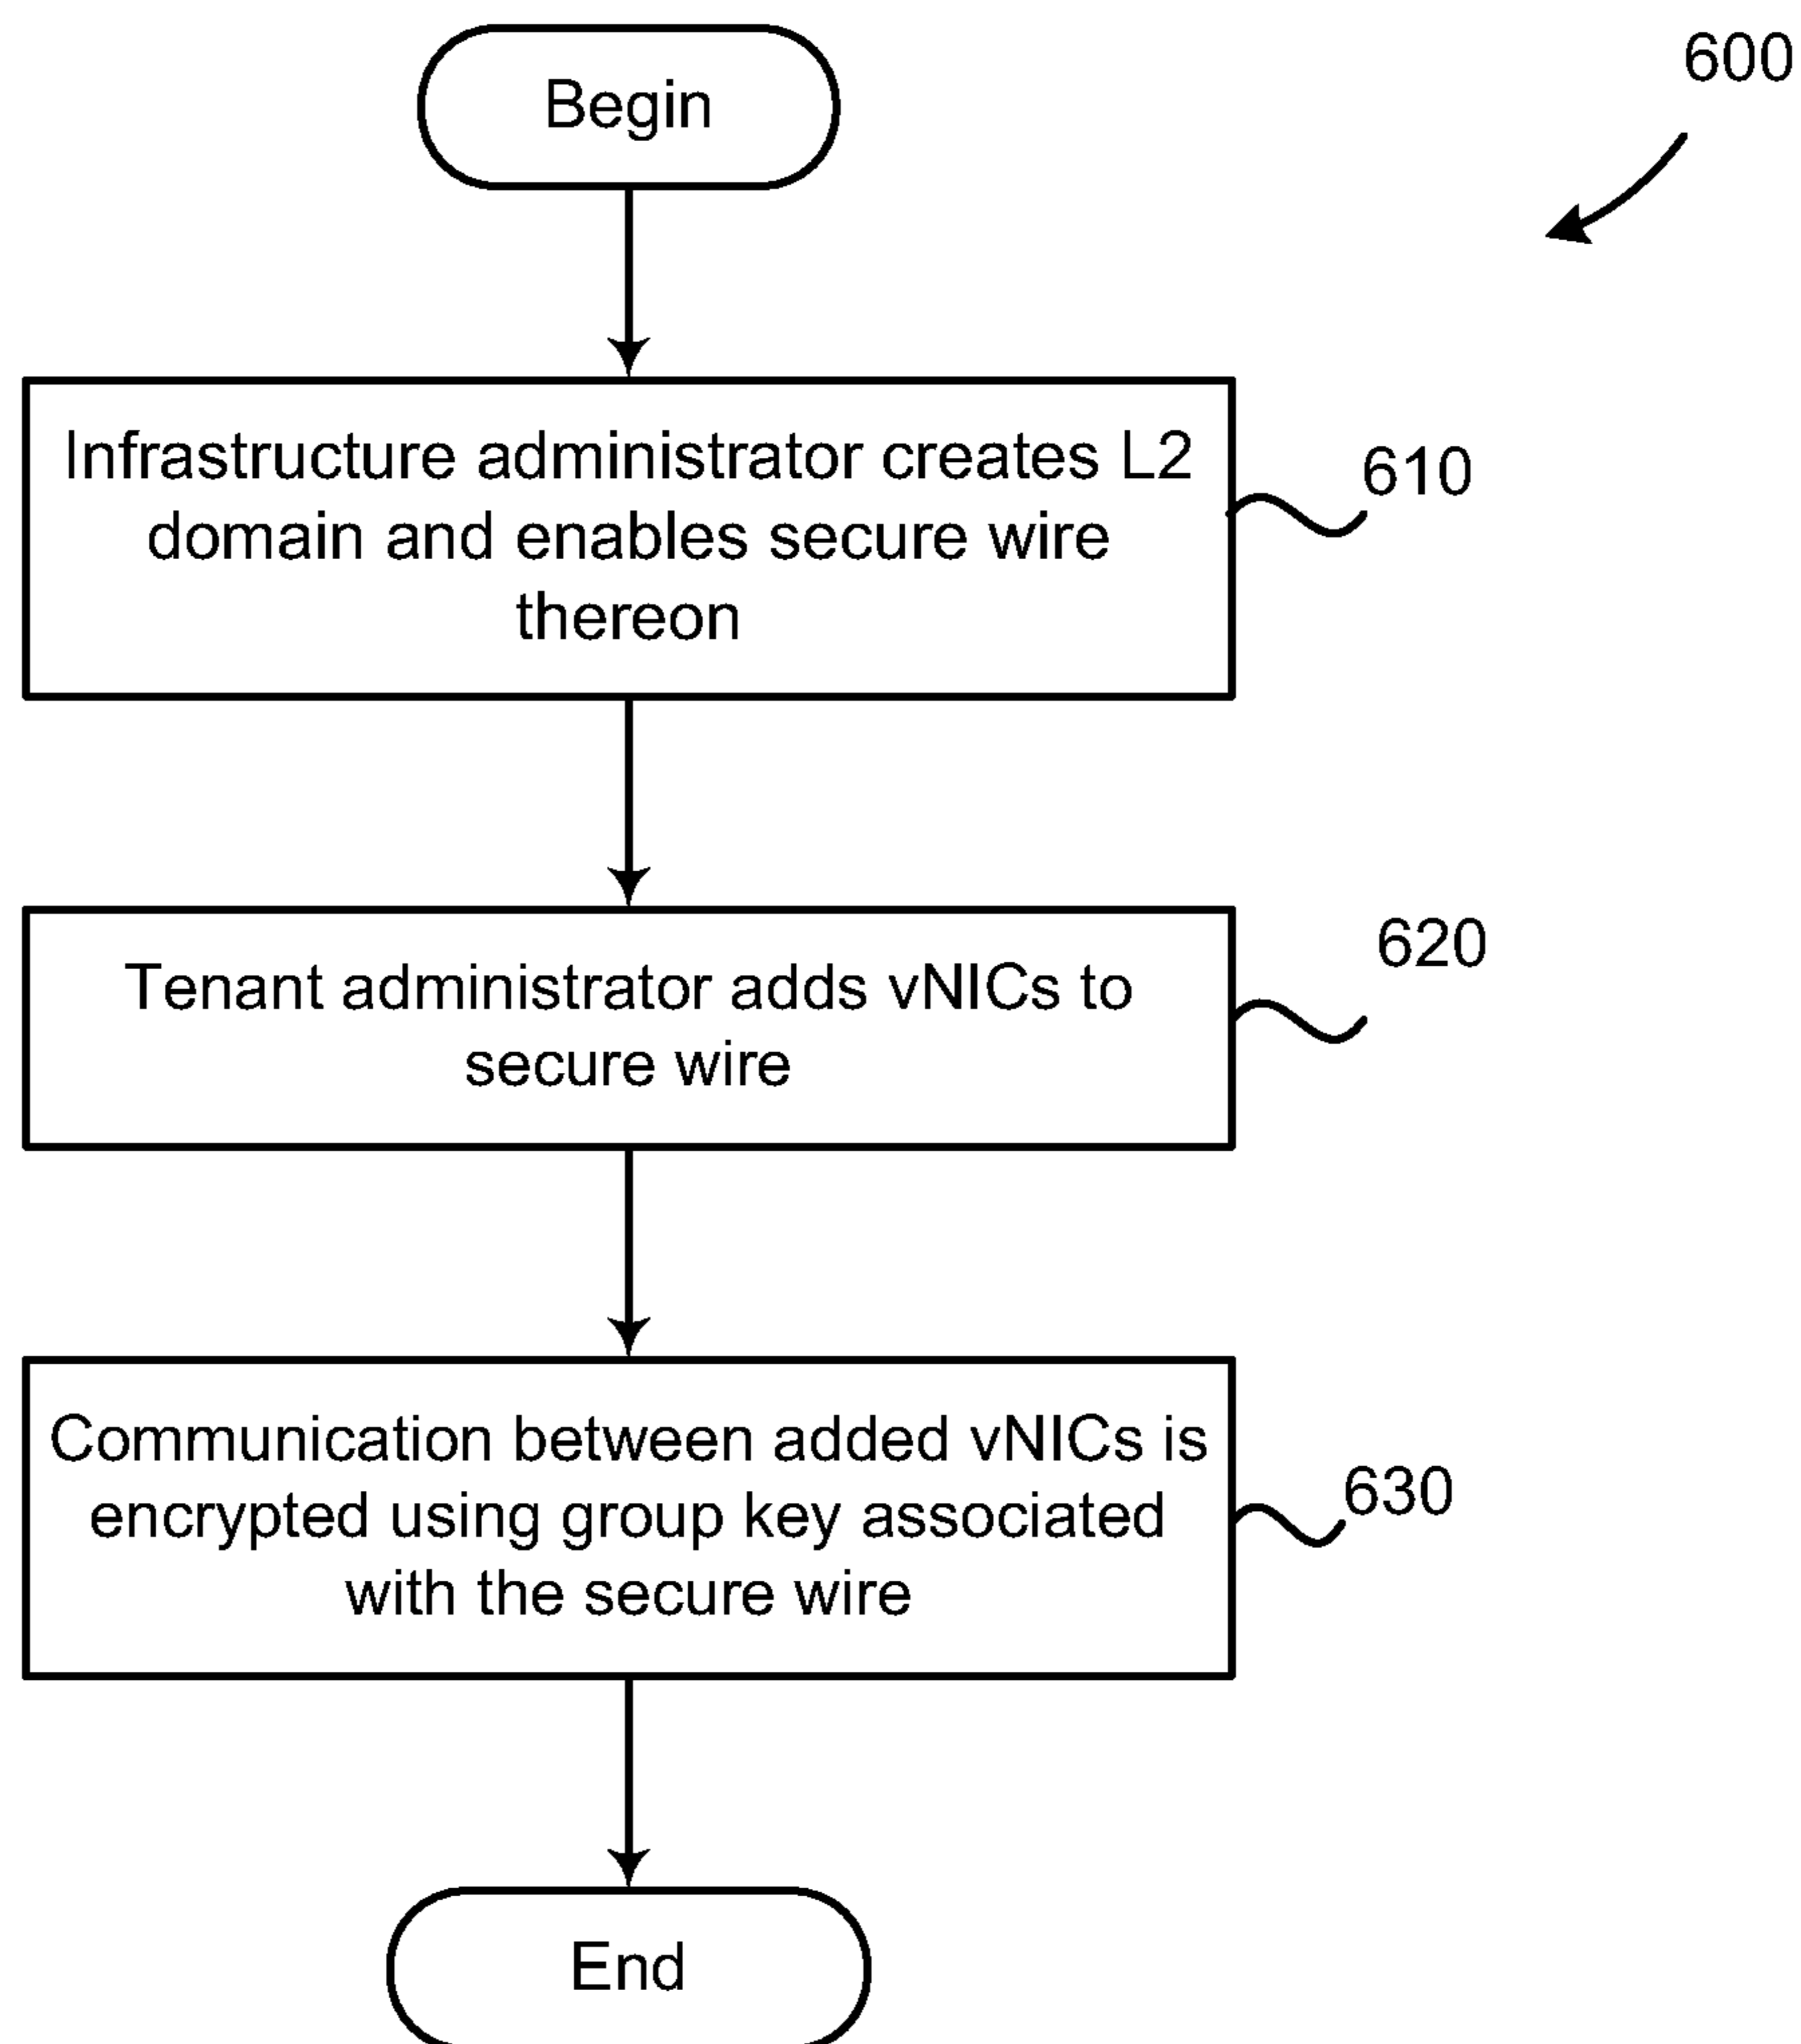 Begin
600
Infrastructure administrator creates L2
domain and enables secure wire
thereon
610
Tenant administrator adds vNICs to
secure wire
620
Communication between added vNICs is
encrypted using group key associated
with the secure wire
630
End